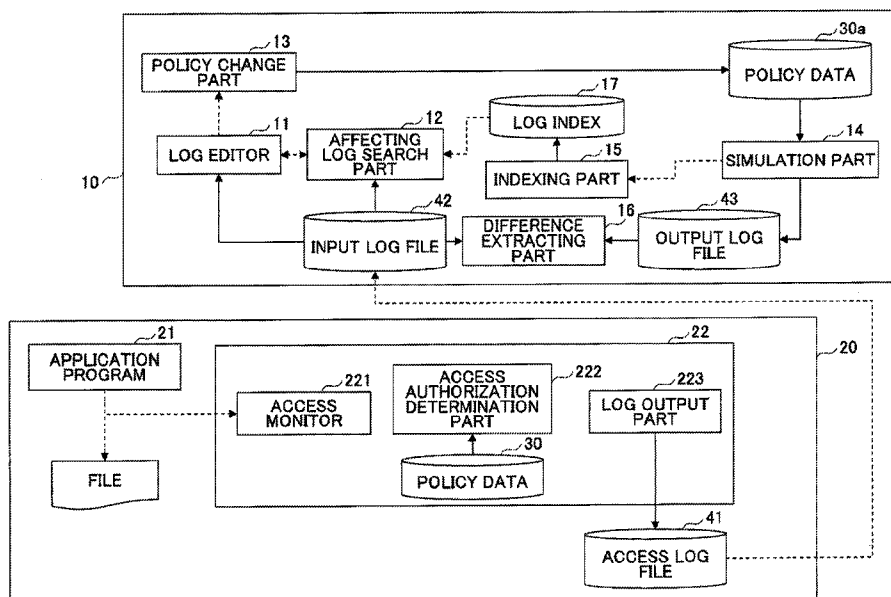 13
POLICY CHANGE
PART
30a
POLICY DATA
17
LOG INDEX
11
LOG EDITOR
12
AFFECTING
LOG SEARCH
PART
15
INDEXING PART
14
SIMULATION PART
10
42
INPUT LOG FILE
16
DIFFERENCE
EXTRACTING
PART
43
OUTPUT LOG
FILE
20
21
APPLICATION
PROGRAM
22
221
ACCESS
MONITOR
222
ACCESS
AUTHORIZATION
DETERMINATION
PART
223
LOG OUTPUT
PART
30
POLICY DATA
FILE
41
ACCESS LOG
FILE